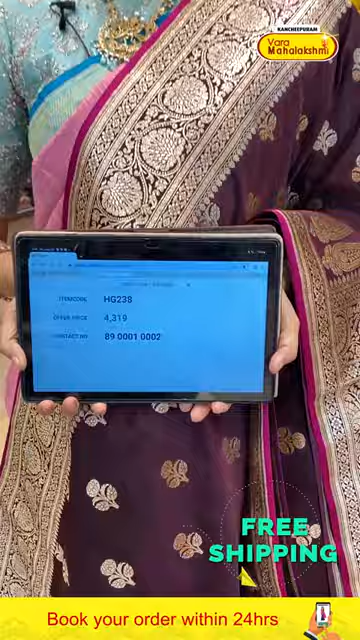 KANCHEEPURAM
Vara
Mahalakshmi
ITEMCODE HG238
OFFER PRICE 4,319
CONTACT NO 89 0001 0002
FREE
SHIPPING
Book your order within 24hrs